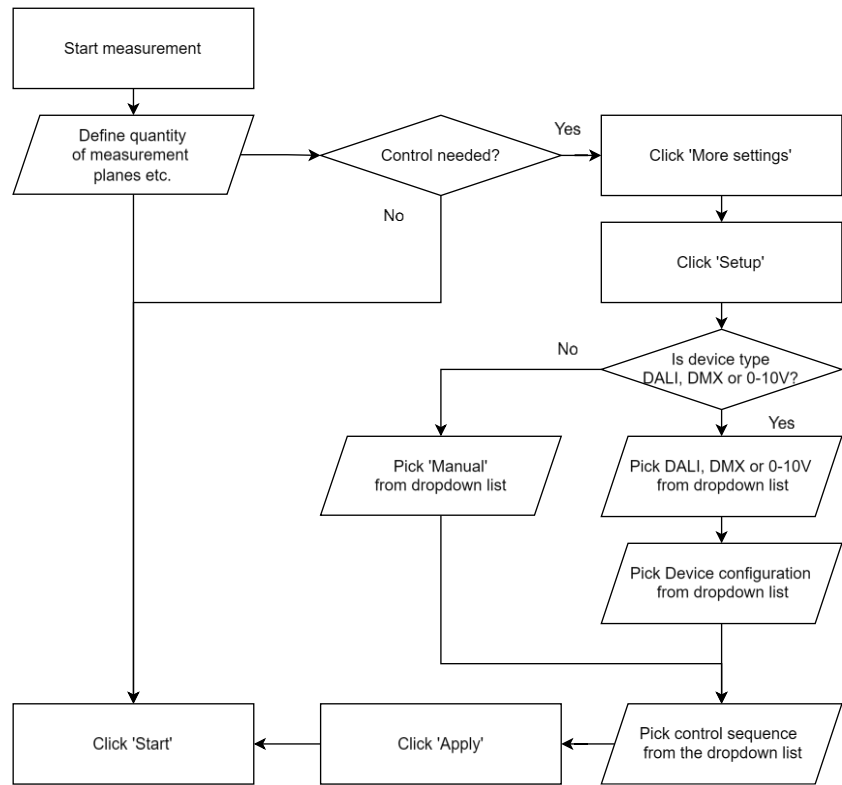 Start measurement
Define quantity
of measurement
planes etc.
Control needed?
Yes
Click 'More settings'
No
Click 'Setup'
Is device type
DALI, DMX or 0-10V?
No
Yes
Pick 'Manual'
from dropdown list
Pick DALI, DMX or 0-10V
from dropdown list
Pick Device configuration
from dropdown list
Pick control sequence
from the dropdown list
Click 'Apply'
Click 'Start'